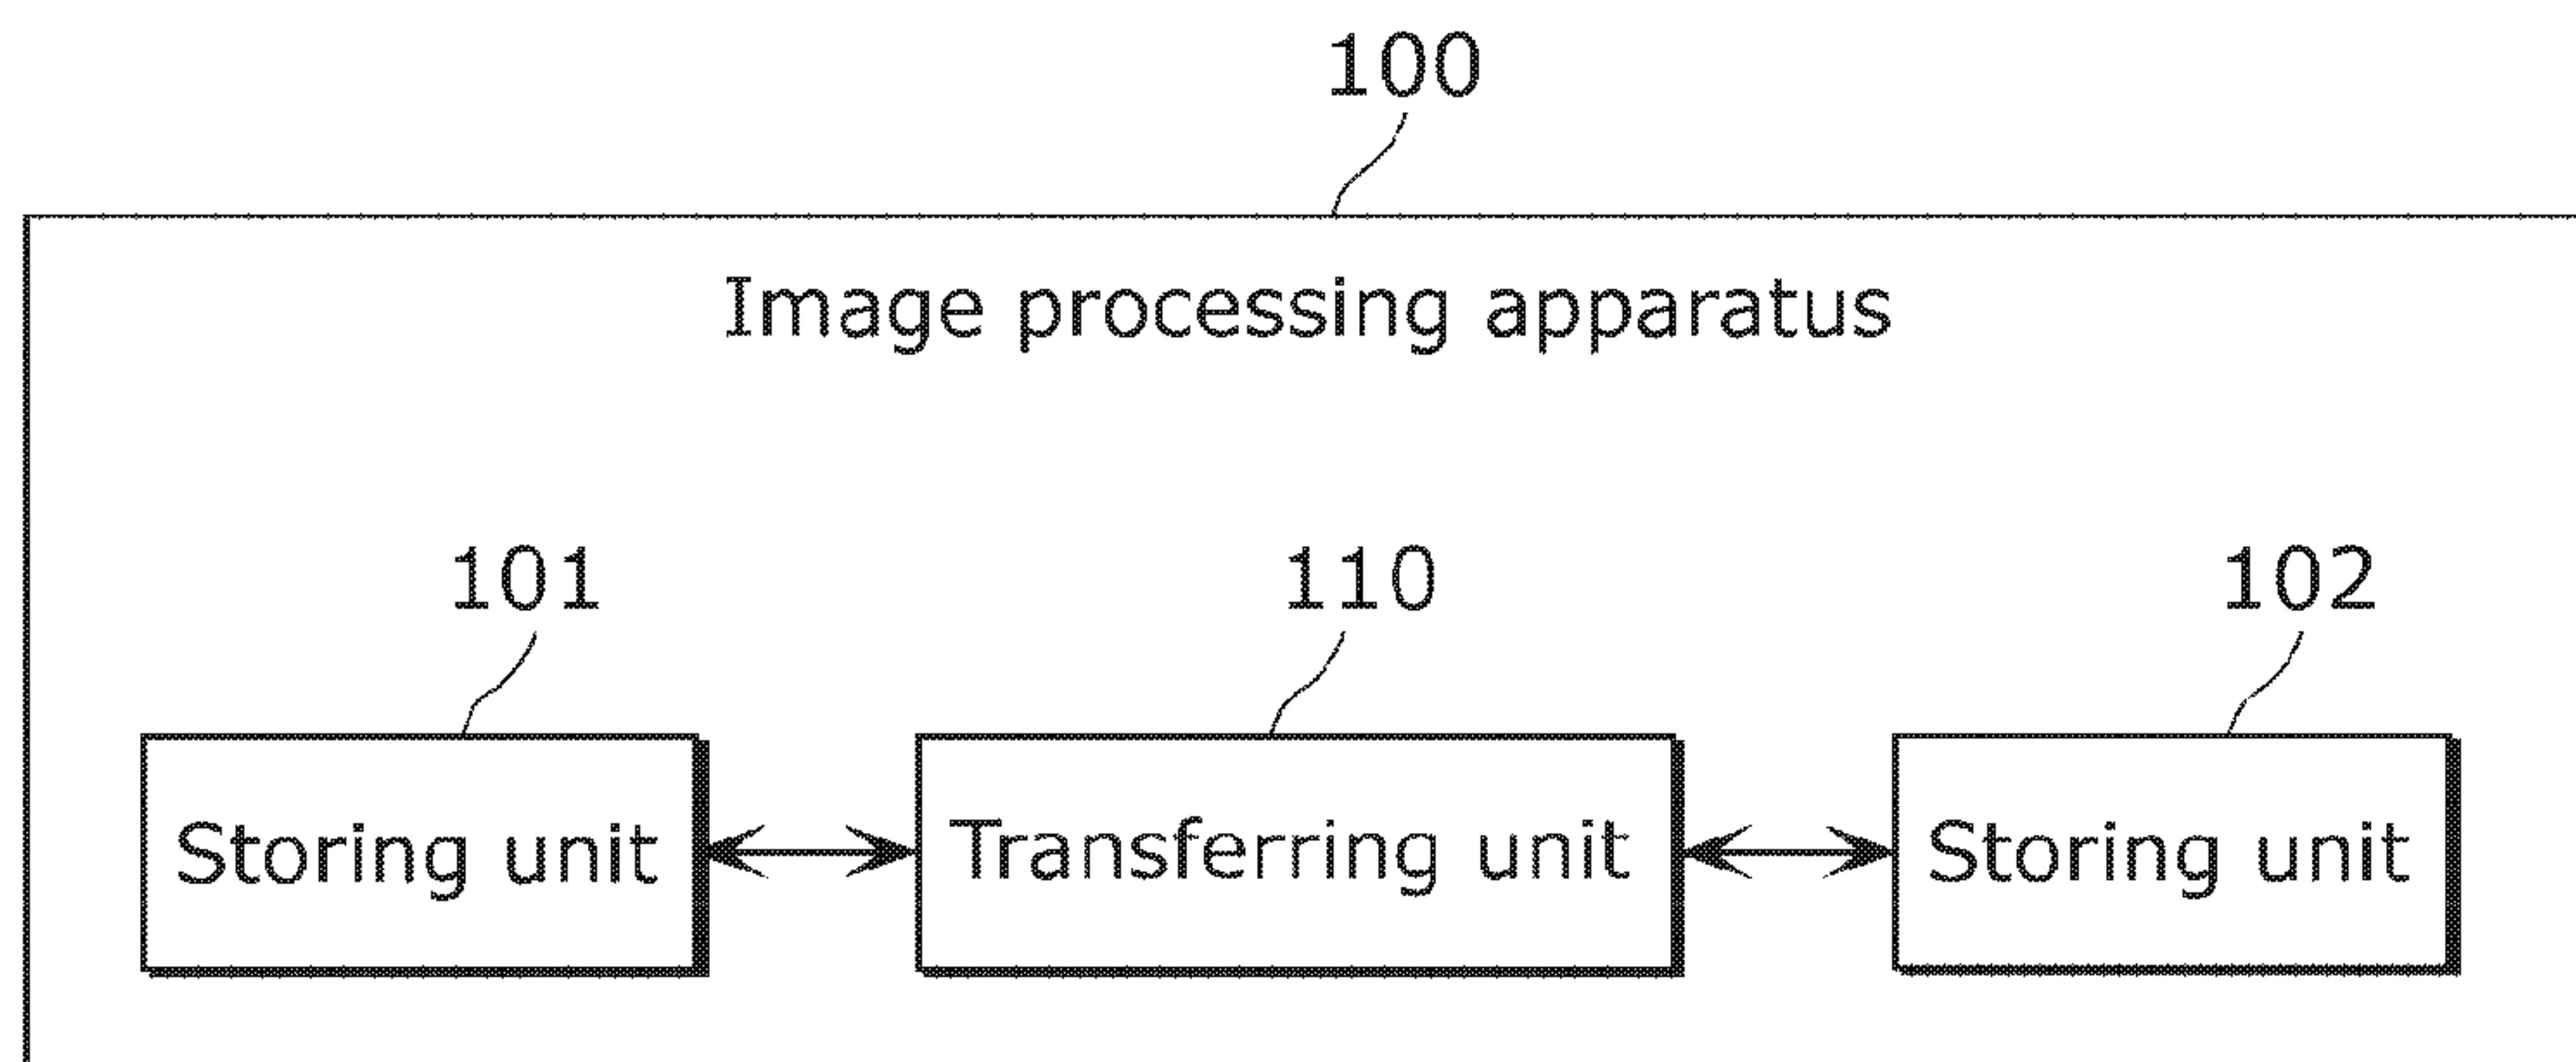 100
Image processing apparatus
101 110 102
Storing unit Transferring unit Storing unit